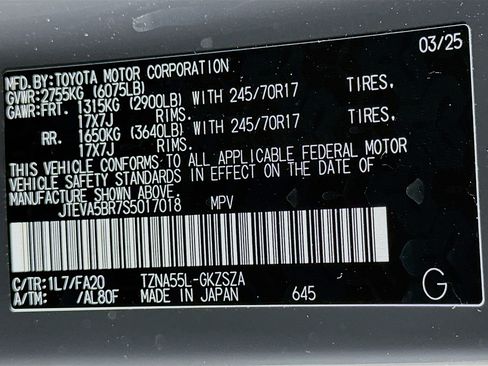 MFD.BY:TOYOTA MOTOR CORPORATION 03/25
GVWR:2755KG (6075LB)
GAWR:FRT. 1315KG (2900LB) WITH 245/70R17 TIRES,
17X7J RIMS.
RR. 1650KG (3640LB) WITH 245/70R17 TIRES,
17X7J RIMS.
THIS VEHICLE CONFORMS TO ALL APPLICABLE FEDERAL MOTOR
VEHICLE SAFETY STANDARDS IN EFFECT ON THE DATE OF
MANUFACTURE SHOWN ABOVE.
JTEVA5BR7S5017018 MPV
C/TR:1L7/FA20 TZNA55L-GKZSZA
A/TM: /AL80F MADE IN JAPAN 645 G